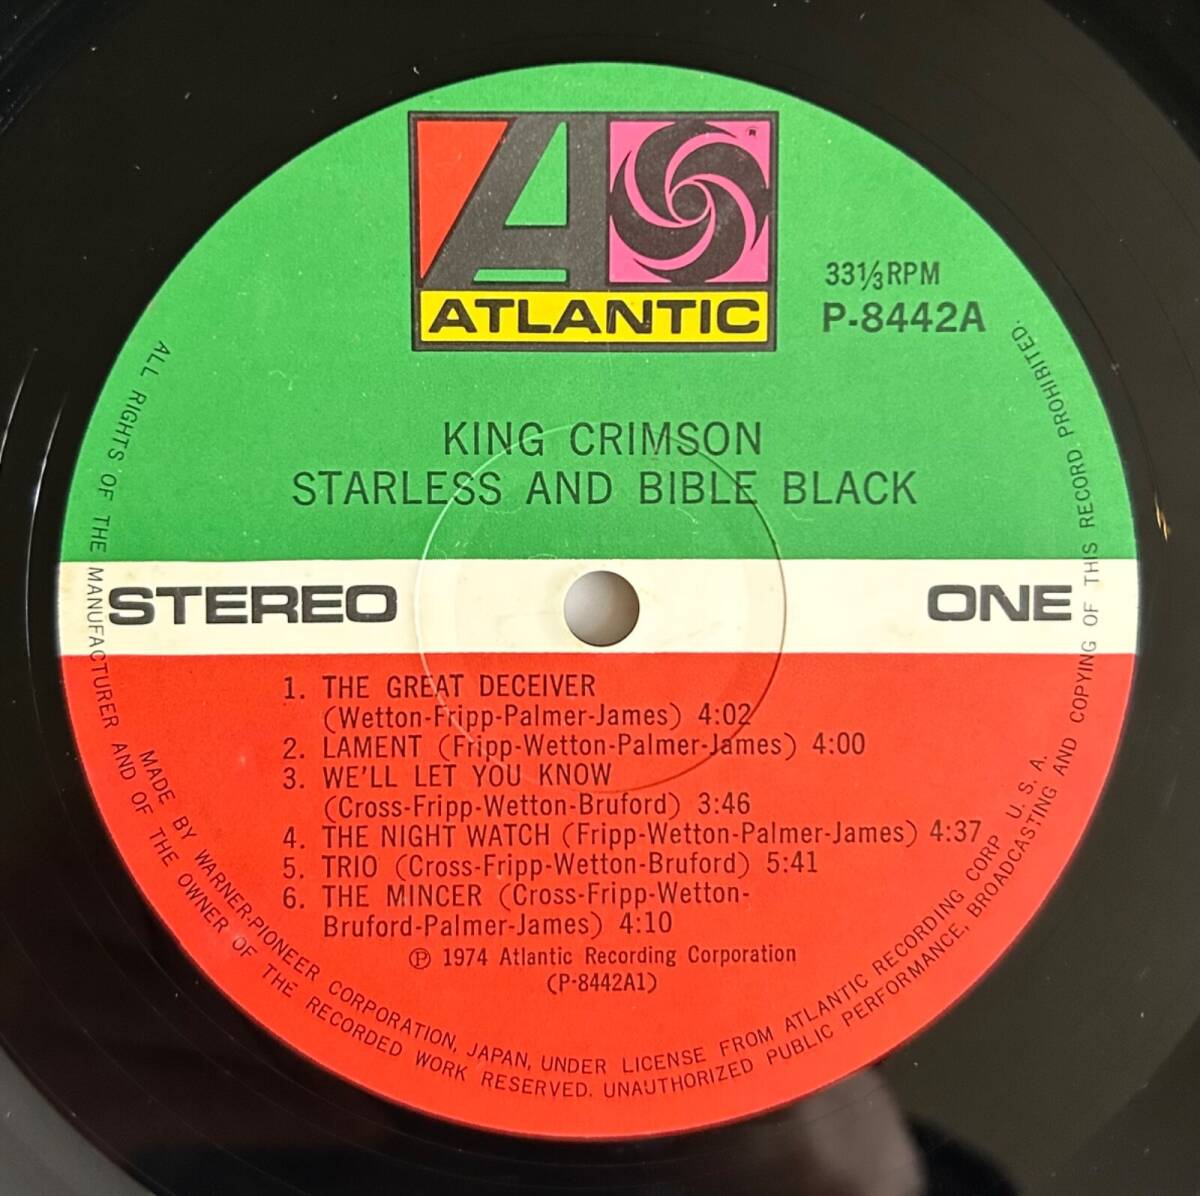 ATLANTIC
®
33⅓RPM
P-8442A
KING CRIMSON
STARLESS AND BIBLE BLACK
STEREO
ONE
1. THE GREAT DECEIVER
(Wetton-Fripp-Palmer-James) 4:02
2. LAMENT (Fripp-Wetton-Palmer-James) 4:00
3. WE'LL LET YOU KNOW
(Cross-Fripp-Wetton-Bruford) 3:46
4. THE NIGHT WATCH (Fripp-Wetton-Palmer-James) 4:37
5. TRIO (Cross-Fripp-Wetton-Bruford) 5:41
6. THE MINCER (Cross-Fripp-Wetton-
Bruford-Palmer-James) 4:10
℗ 1974 Atlantic Recording Corporation
(P-8442A1)
MADE BY WARNER-PIONEER CORPORATION, JAPAN, UNDER LICENSE FROM ATLANTIC RECORDING CORP U. S. A.
ALL RIGHTS OF THE MANUFACTURER AND OF THE OWNER OF THE RECORDED WORK RESERVED. UNAUTHORIZED PUBLIC PERFORMANCE, BROADCASTING AND COPYING OF THIS RECORD PROHIBITED.